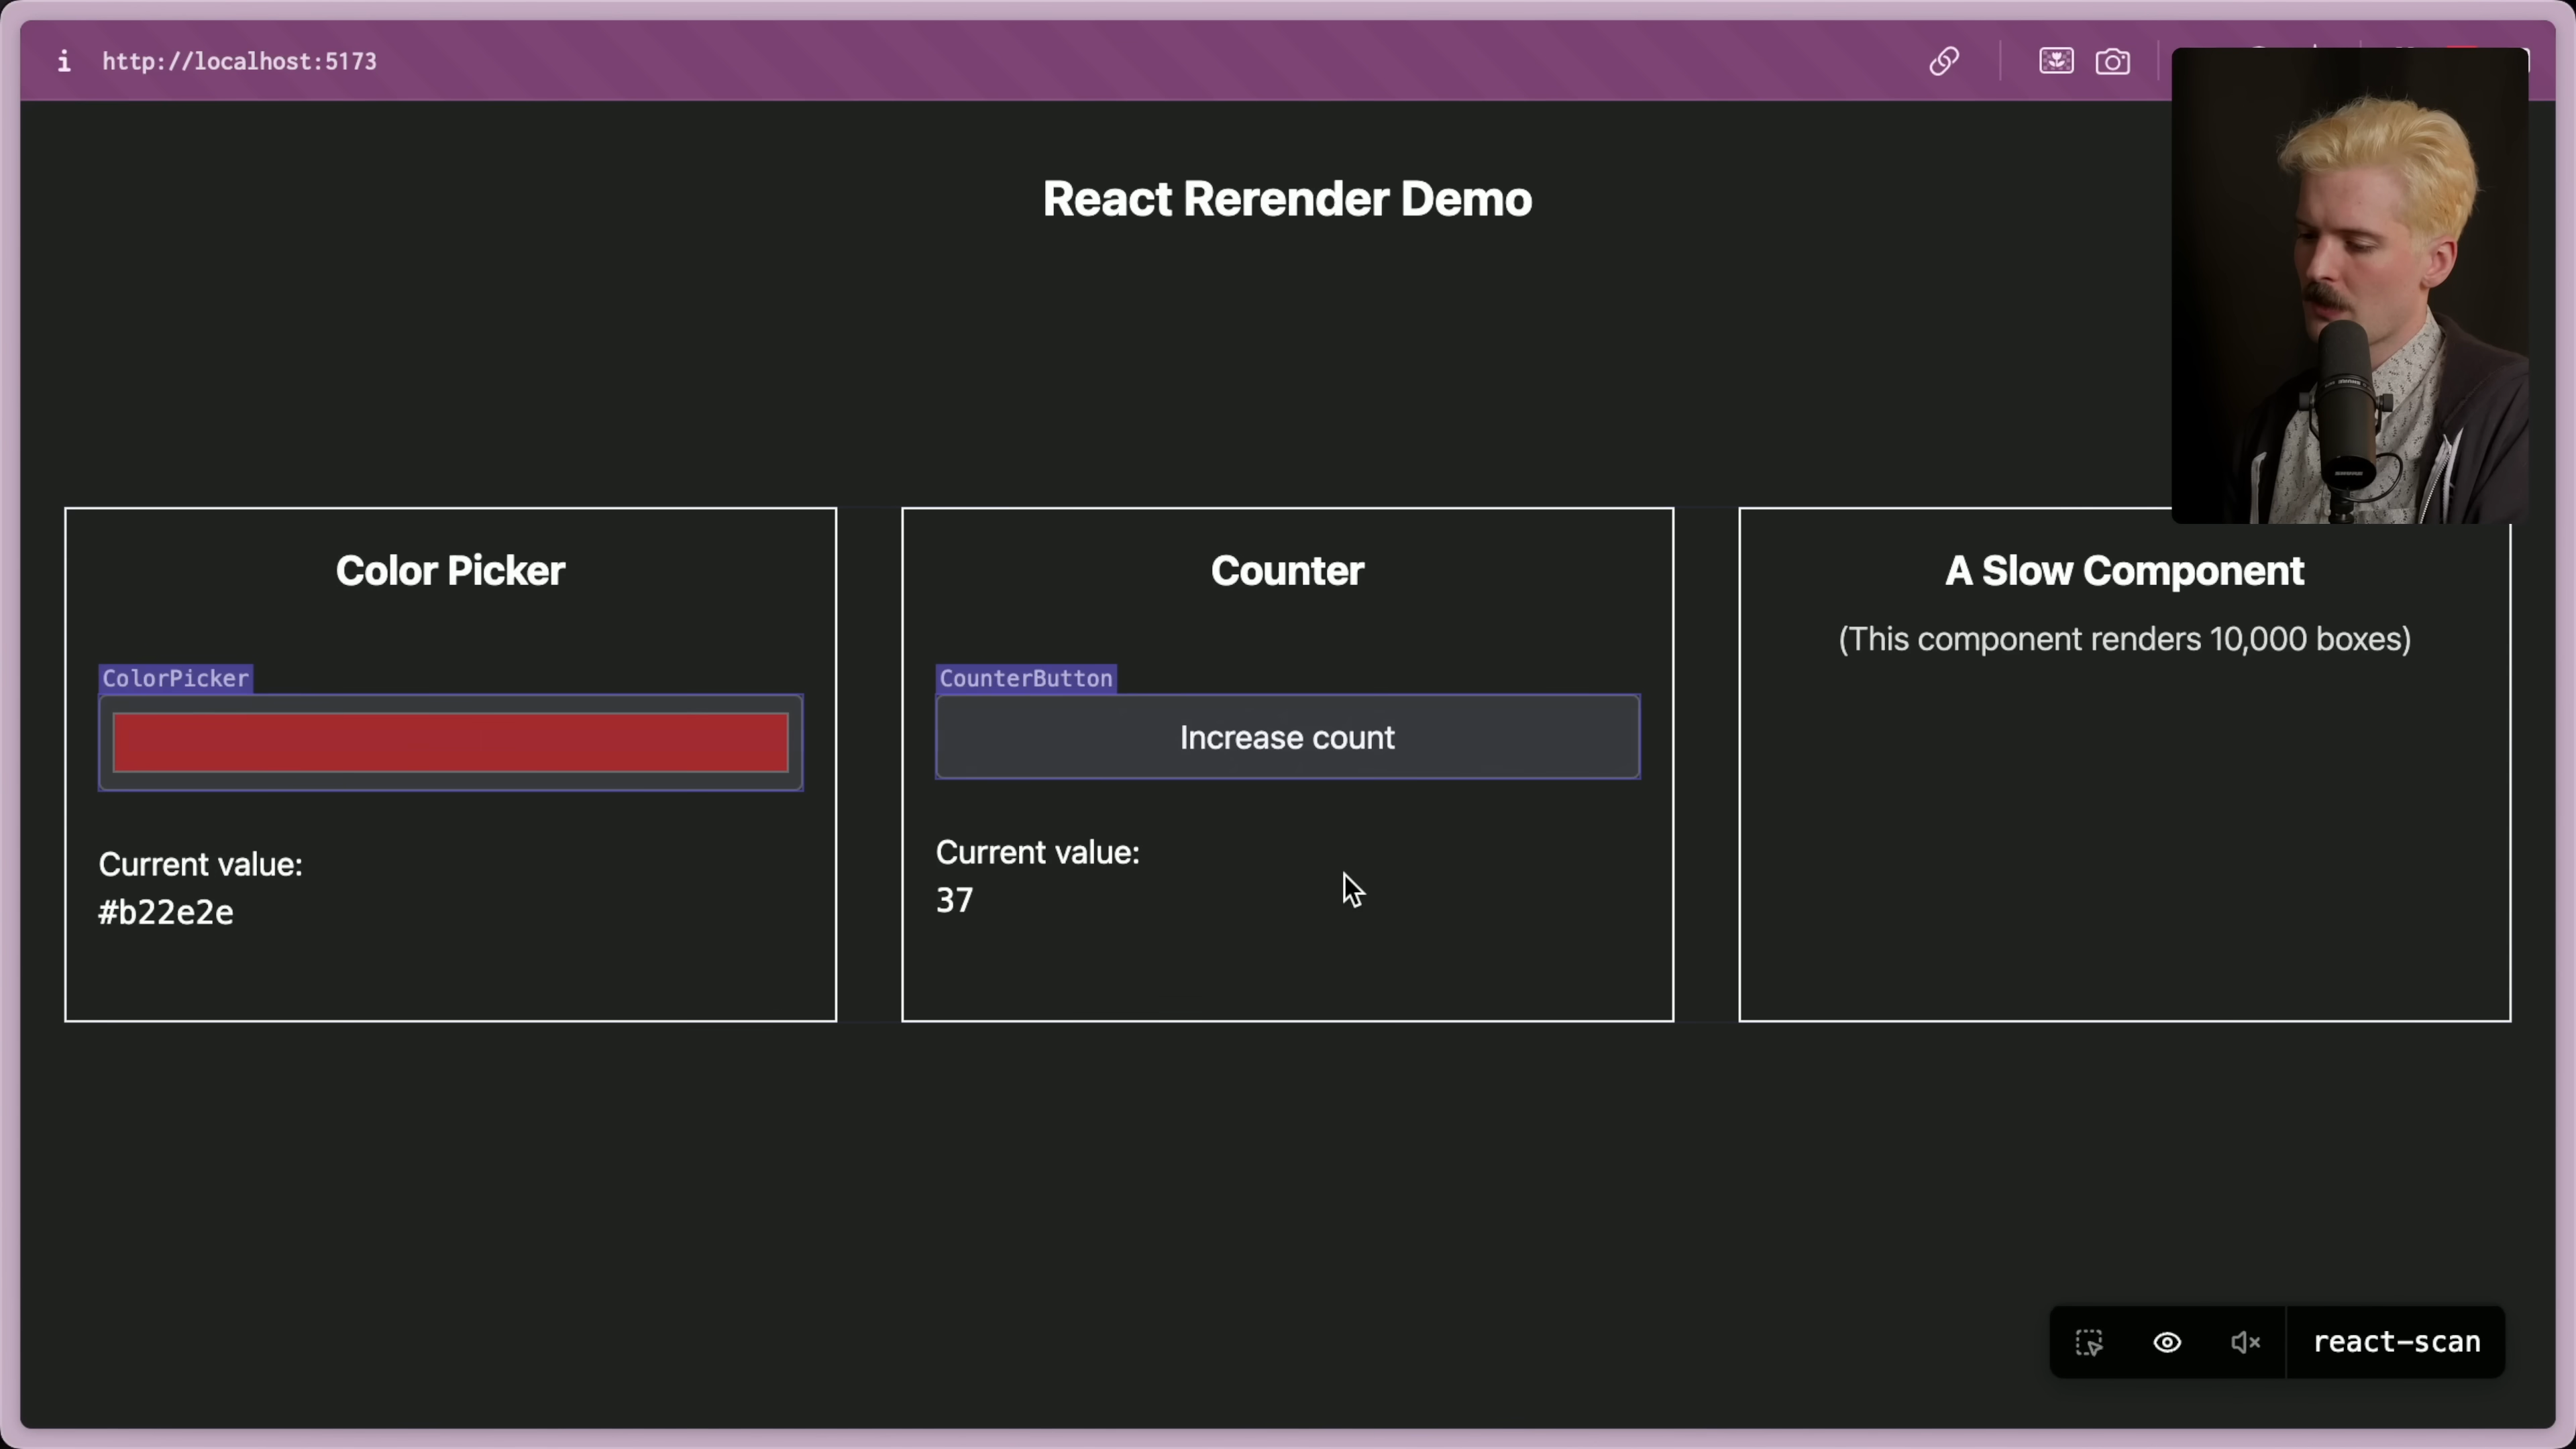 i http://localhost:5173
React Rerender Demo
Color Picker
ColorPicker
Current value:
#b22e2e
Counter
CounterButton
Increase count
Current value:
37
A Slow Component
(This component renders 10,000 boxes)
react-scan